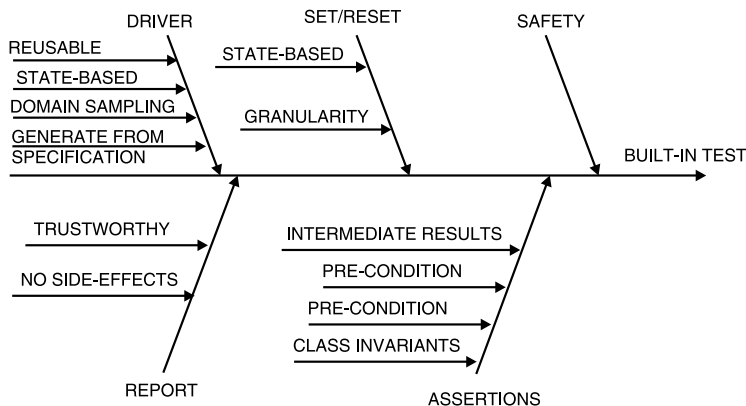 DRIVER
SET/RESET
SAFETY
REUSABLE
STATE-BASED
DOMAIN SAMPLING
GENERATE FROM
SPECIFICATION
STATE-BASED
GRANULARITY
BUILT-IN TEST
TRUSTWORTHY
NO SIDE-EFFECTS
REPORT
INTERMEDIATE RESULTS
PRE-CONDITION
PRE-CONDITION
CLASS INVARIANTS
ASSERTIONS